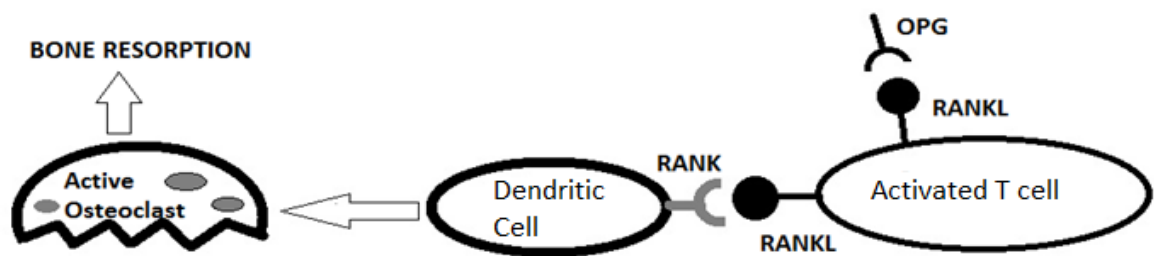 BONE RESORPTION
Active
Osteoclast
Dendritic
Cell
RANK
RANKL
OPG
RANKL
Activated T cell